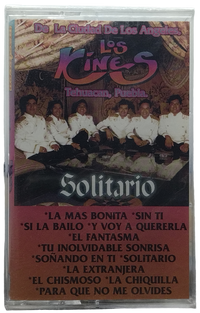 De La Ciudad De Los Angeles,
Los
Kines
Tehuacan, Puebla.
Solitario
*LA MAS BONITA *SIN TI
*SI LA BAILO *Y VOY A QUERERLA
*EL FANTASMA
*TU INOLVIDABLE SONRISA
*SOÑANDO EN TI *SOLITARIO
*LA EXTRANJERA
*EL CHISMOSO *LA CHIQUILLA
*PARA QUE NO ME OLVIDES